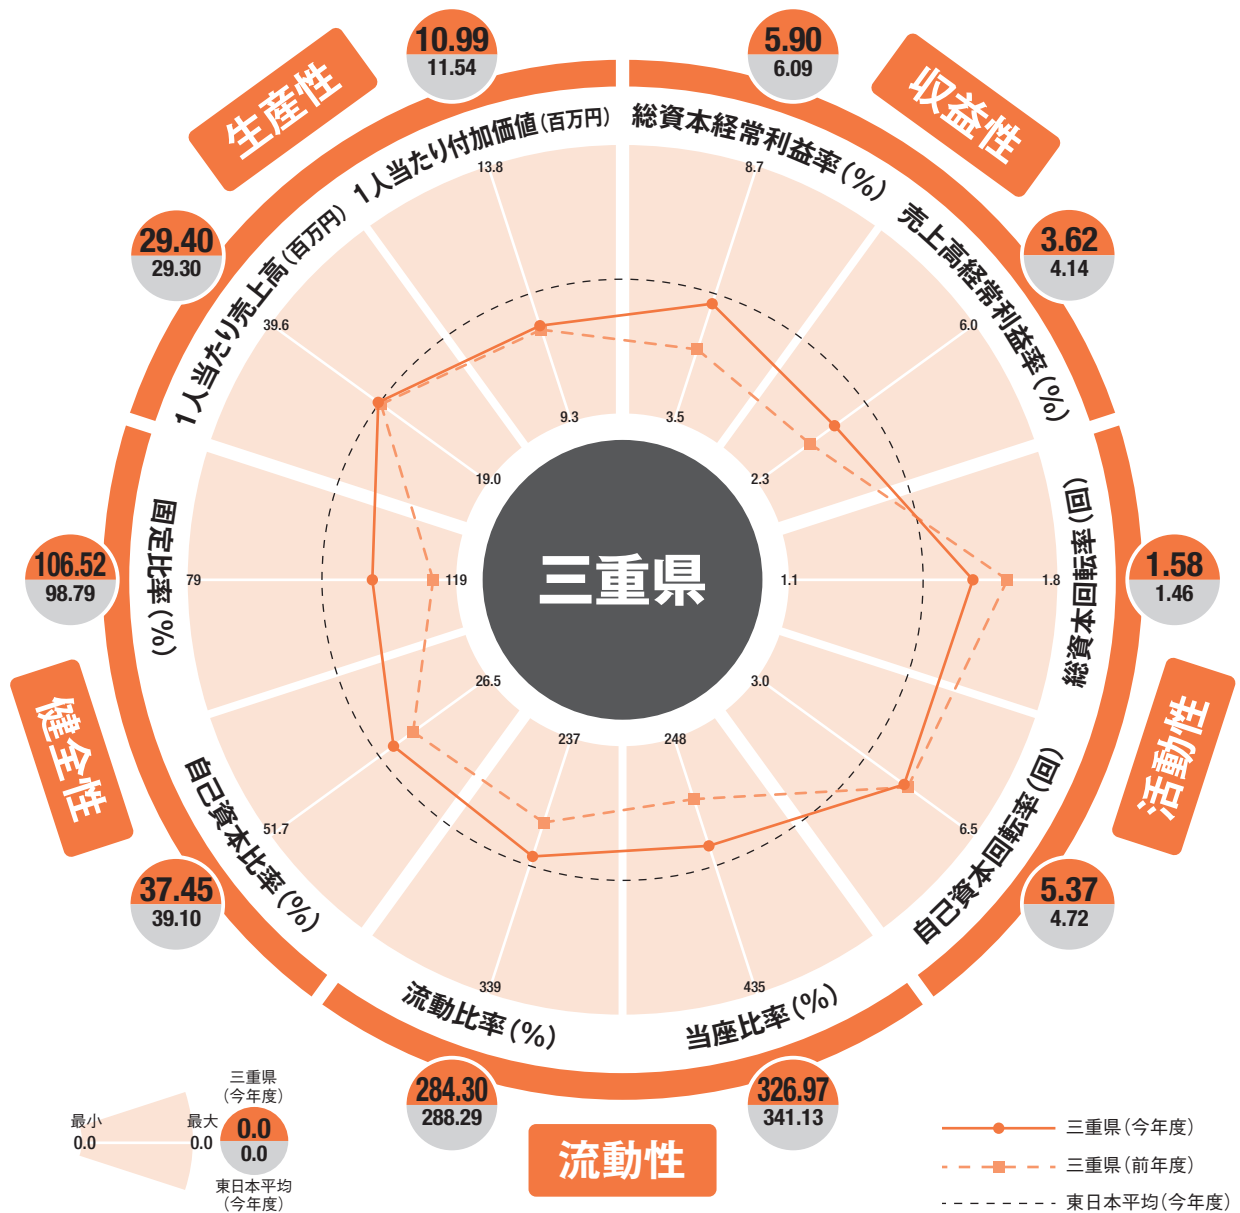 収益性
5.90
6.09
総資本経常利益率(%)
8.7
3.5
3.62
4.14
売上高経常利益率(%)
6.0
2.3
活動性
1.58
1.46
総資本回転率(回)
1.8
1.1
5.37
4.72
自己資本回転率(回)
6.5
3.0
流動性
326.97
341.13
当座比率(%)
435
248
284.30
288.29
流動比率(%)
339
237
健全性
37.45
39.10
自己資本比率(%)
51.7
26.5
106.52
98.79
固定比率(%)
79
119
生産性
29.40
29.30
1人当たり売上高(百万円)
39.6
19.0
10.99
11.54
1人当たり付加価値(百万円)
13.8
9.3
三重県
三重県
(今年度)
最小
0.0
最大
0.0
0.0
0.0
東日本平均
(今年度)
三重県(今年度)
三重県(前年度)
東日本平均(今年度)